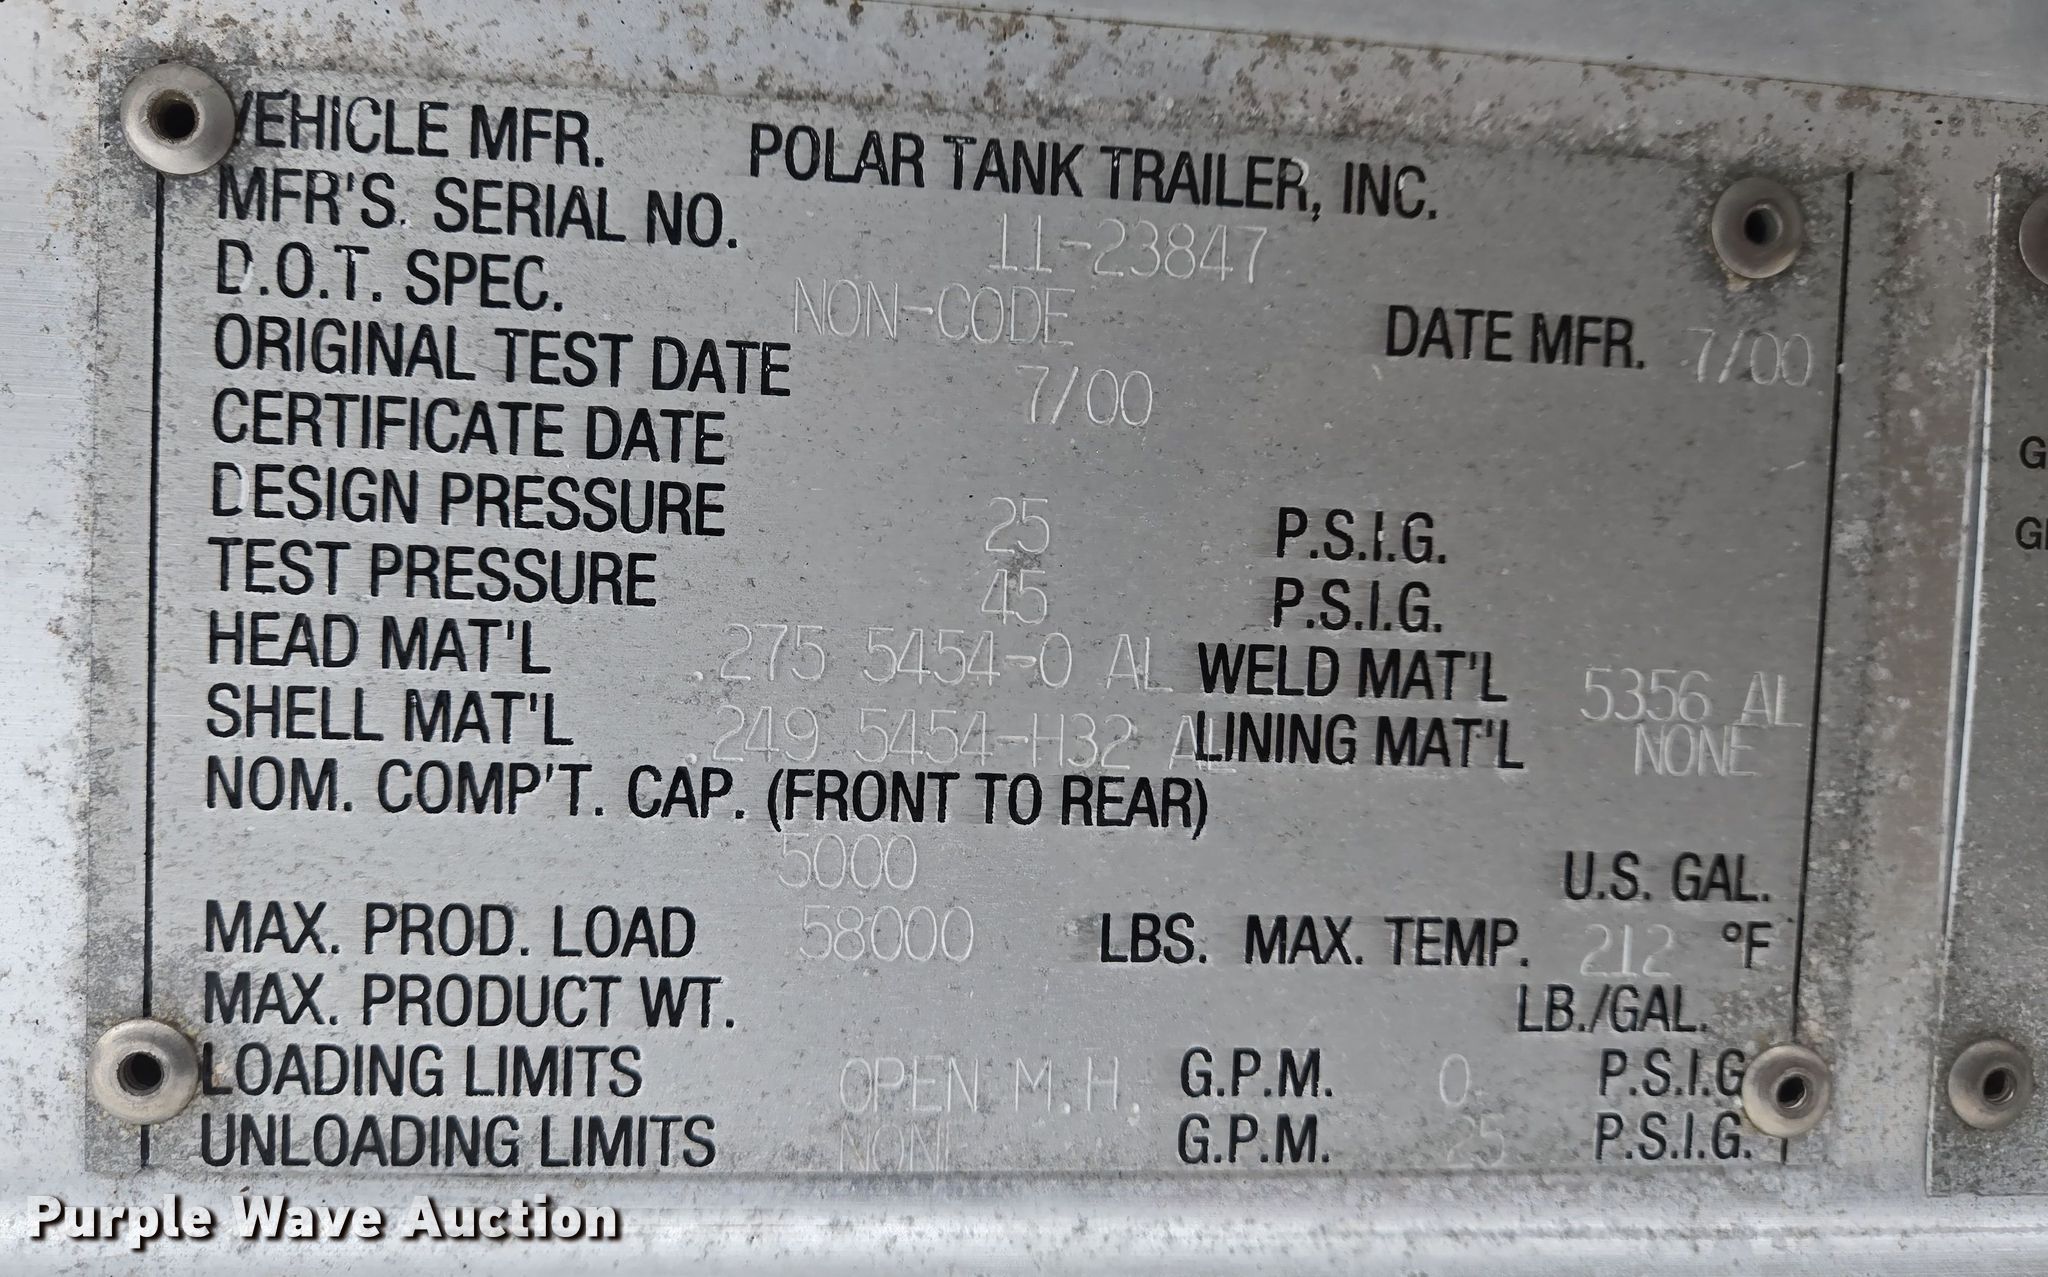 VEHICLE MFR. POLAR TANK TRAILER, INC.
MFR'S. SERIAL NO. 11-23847
D.O.T. SPEC. NON-CODE DATE MFR. 7/00
ORIGINAL TEST DATE 7/00
CERTIFICATE DATE
DESIGN PRESSURE 25 P.S.I.G.
TEST PRESSURE 45 P.S.I.G.
HEAD MAT'L .275 5454-0 AL WELD MAT'L 5356 AL
SHELL MAT'L .249 5454-H32 AL LINING MAT'L NONE
NOM. COMP'T. CAP. (FRONT TO REAR)
5000 U.S. GAL.
MAX. PROD. LOAD 58000 LBS. MAX. TEMP. 212 °F
MAX. PRODUCT WT. LB./GAL.
LOADING LIMITS OPEN M.H. G.P.M. 0 P.S.I.G
UNLOADING LIMITS NONE G.P.M. 25 P.S.I.G.
Purple Wave Auction